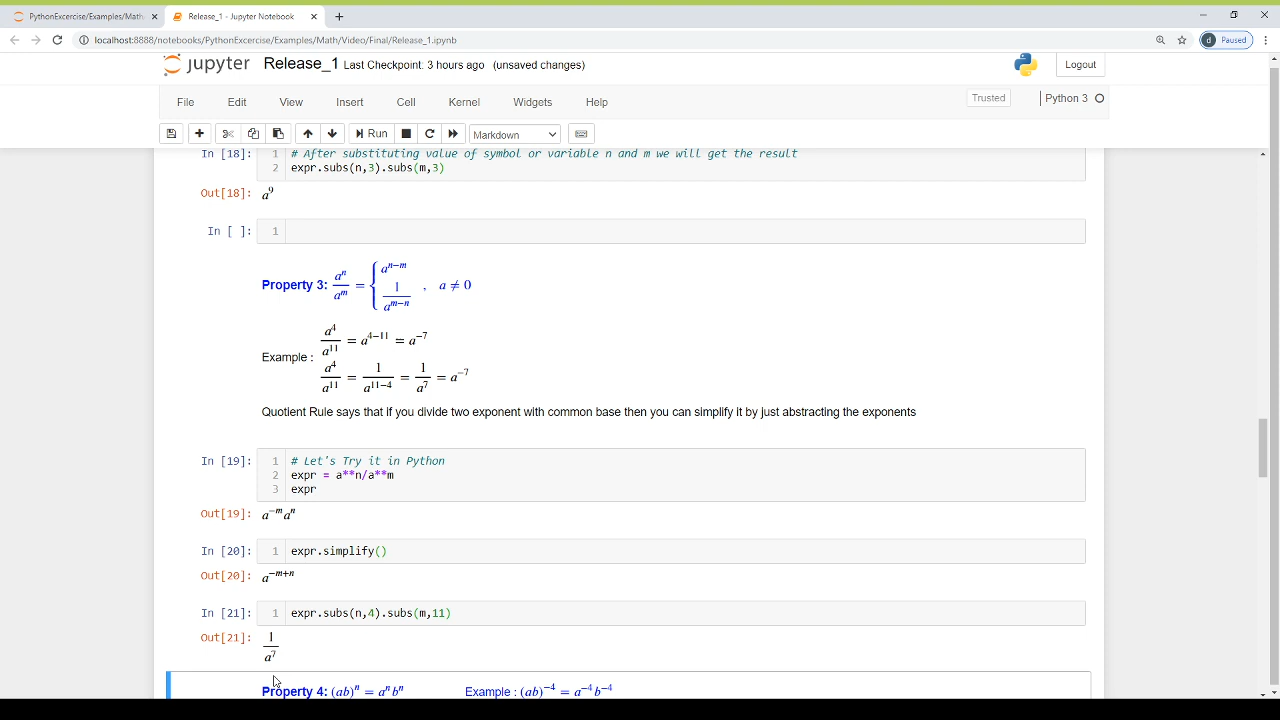 PythonExcercise/Examples/Math
Release_1 - Jupyter Notebook
localhost:8888/notebooks/PythonExcercise/Examples/Math/Video/Final/Release_1.ipynb
d Paused
jupyter Release_1 Last Checkpoint: 3 hours ago (unsaved changes)
Logout
File Edit View Insert Cell Kernel Widgets Help Trusted Python 3
Run Markdown
In [18]: 1 # After substituting value of symbol or variable n and m we will get the result
2 expr.subs(n,3).subs(m,3)
Out[18]: a⁹
In [ ]: 1
Property 3: aⁿ/aᵐ = { aⁿ⁻ᵐ ; 1/aᵐ⁻ⁿ , a ≠ 0
Example : a⁴/a¹¹ = a⁴⁻¹¹ = a⁻⁷
a⁴/a¹¹ = 1/a¹¹⁻⁴ = 1/a⁷ = a⁻⁷
Quotient Rule says that if you divide two exponent with common base then you can simplify it by just abstracting the exponents
In [19]: 1 # Let's Try it in Python
2 expr = a**n/a**m
3 expr
Out[19]: a⁻ᵐaⁿ
In [20]: 1 expr.simplify()
Out[20]: a⁻ᵐ⁺ⁿ
In [21]: 1 expr.subs(n,4).subs(m,11)
Out[21]: 1/a⁷
Property 4: (ab)ⁿ = aⁿbⁿ Example : (ab)⁻⁴ = a⁻⁴b⁻⁴